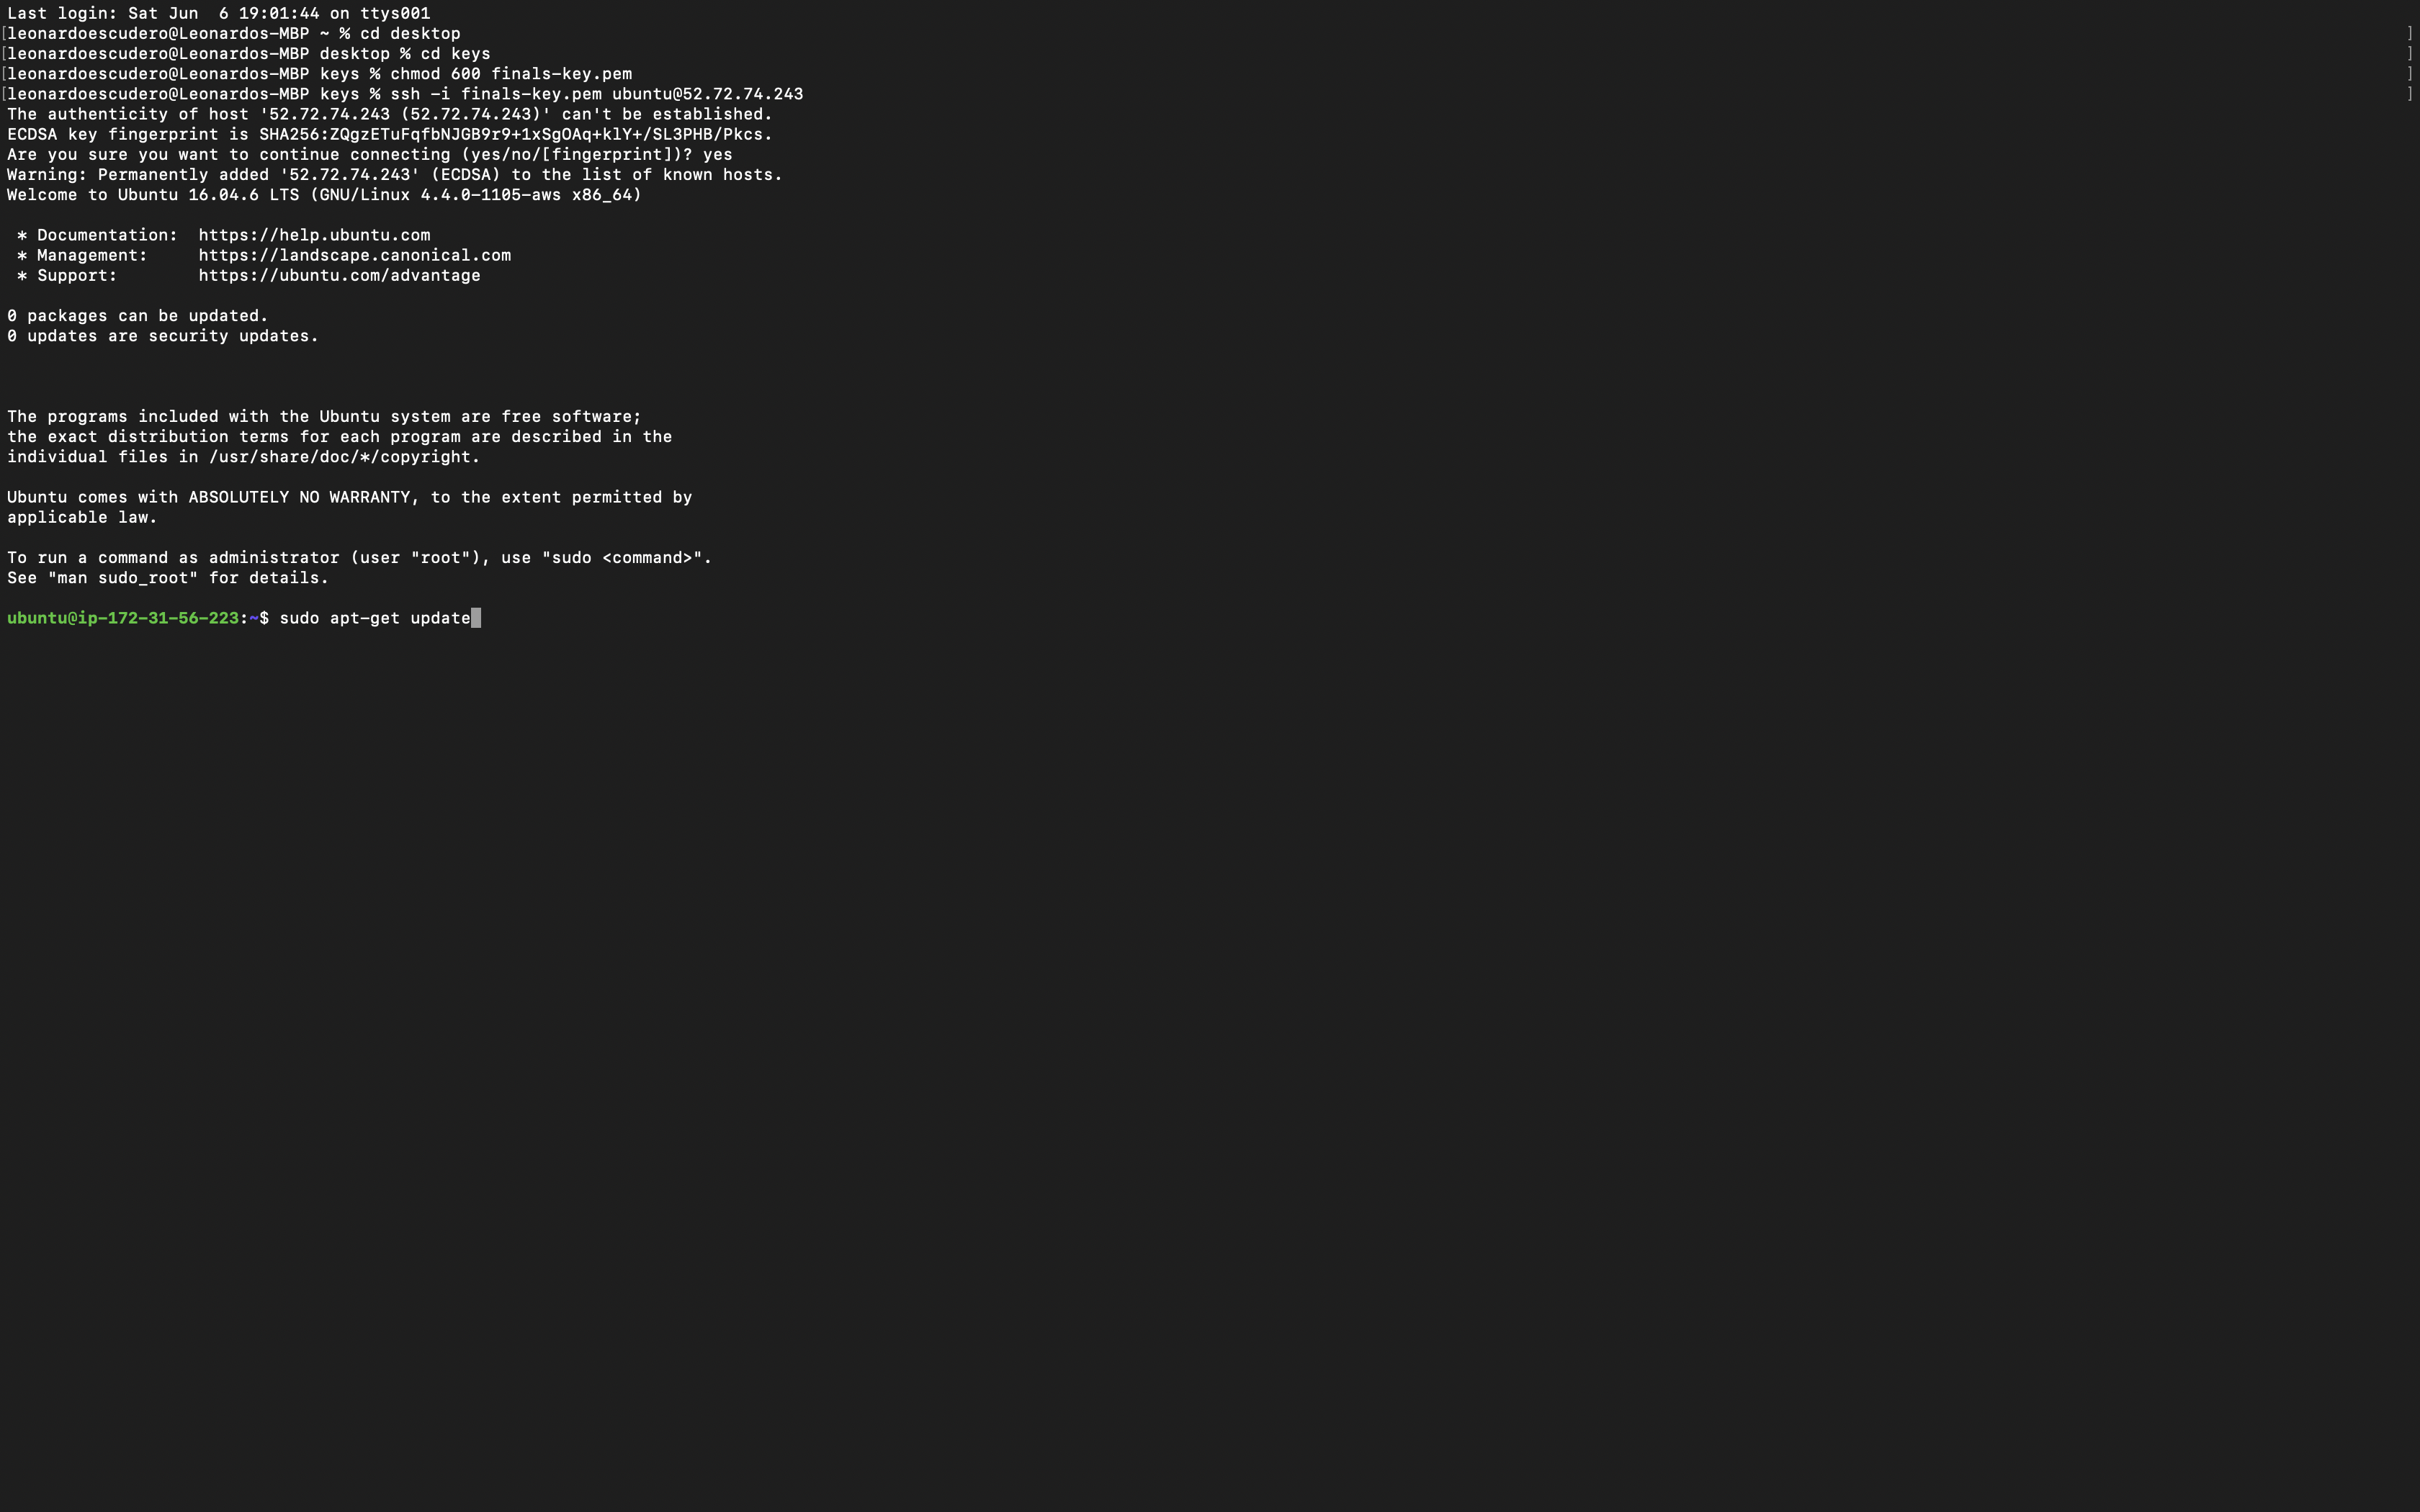 Last login: Sat Jun  6 19:01:44 on ttys001
[leonardoescudero@Leonardos-MBP ~ % cd desktop ]
[leonardoescudero@Leonardos-MBP desktop % cd keys ]
[leonardoescudero@Leonardos-MBP keys % chmod 600 finals-key.pem ]
[leonardoescudero@Leonardos-MBP keys % ssh -i finals-key.pem ubuntu@52.72.74.243 ]
The authenticity of host '52.72.74.243 (52.72.74.243)' can't be established.
ECDSA key fingerprint is SHA256:ZQgzETuFqfbNJGB9r9+1xSgOAq+klY+/SL3PHB/Pkcs.
Are you sure you want to continue connecting (yes/no/[fingerprint])? yes
Warning: Permanently added '52.72.74.243' (ECDSA) to the list of known hosts.
Welcome to Ubuntu 16.04.6 LTS (GNU/Linux 4.4.0-1105-aws x86_64)

 * Documentation:  https://help.ubuntu.com
 * Management:     https://landscape.canonical.com
 * Support:        https://ubuntu.com/advantage

0 packages can be updated.
0 updates are security updates.

The programs included with the Ubuntu system are free software;
the exact distribution terms for each program are described in the
individual files in /usr/share/doc/*/copyright.

Ubuntu comes with ABSOLUTELY NO WARRANTY, to the extent permitted by
applicable law.

To run a command as administrator (user "root"), use "sudo <command>".
See "man sudo_root" for details.

ubuntu@ip-172-31-56-223:~$ sudo apt-get update